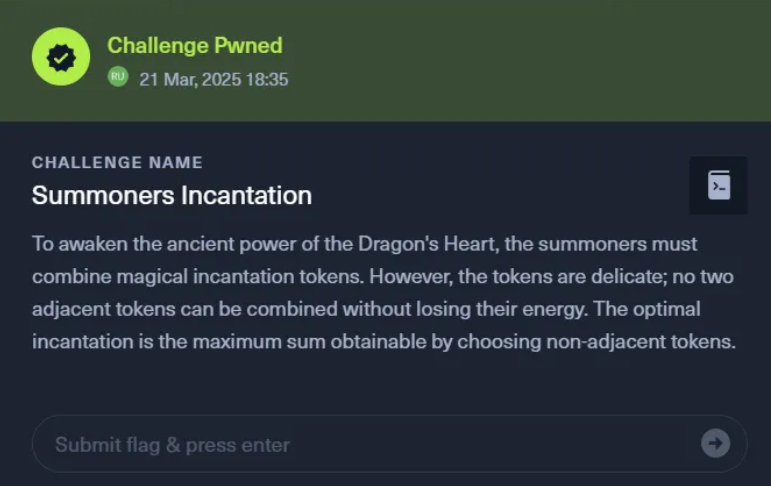 Challenge Pwned
RU 21 Mar, 2025 18:35
CHALLENGE NAME
Summoners Incantation
To awaken the ancient power of the Dragon's Heart, the summoners must
combine magical incantation tokens. However, the tokens are delicate; no two
adjacent tokens can be combined without losing their energy. The optimal
incantation is the maximum sum obtainable by choosing non-adjacent tokens.
Submit flag & press enter